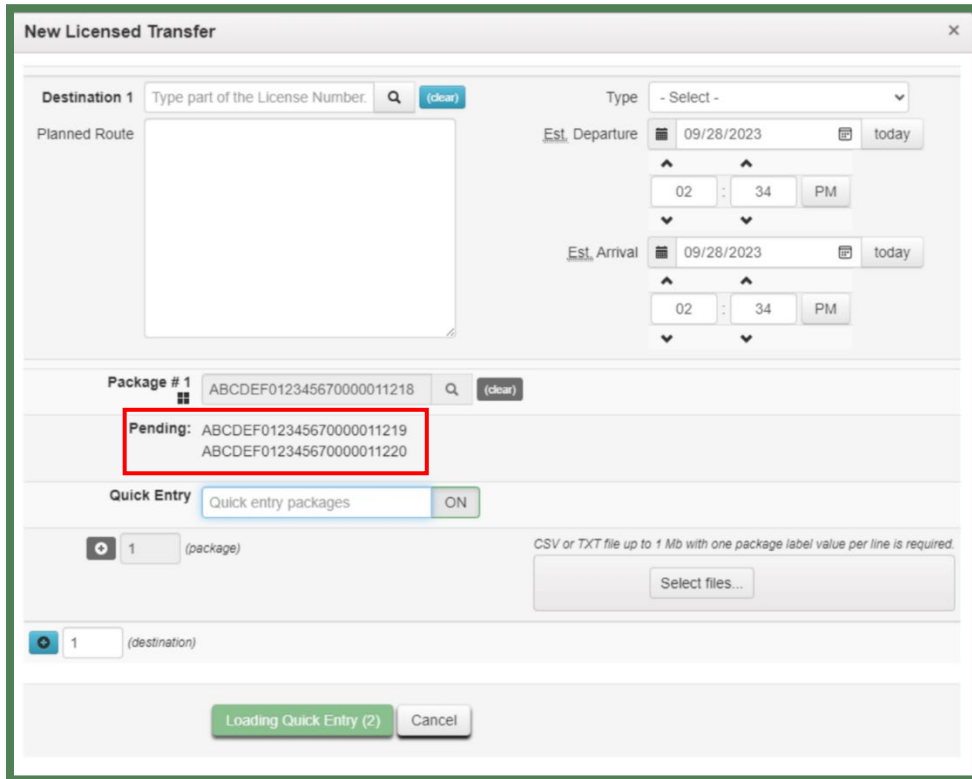 New Licensed Transfer ×
Destination 1 Type part of the License Number. (clear) Type - Select -
Planned Route Est. Departure 09/28/2023 today
02 : 34 PM
Est. Arrival 09/28/2023 today
02 : 34 PM
Package # 1 ABCDEF012345670000011218 (clear)
Pending: ABCDEF012345670000011219
ABCDEF012345670000011220
Quick Entry Quick entry packages ON
1 (package) CSV or TXT file up to 1 Mb with one package label value per line is required.
Select files...
1 (destination)
Loading Quick Entry (2) Cancel